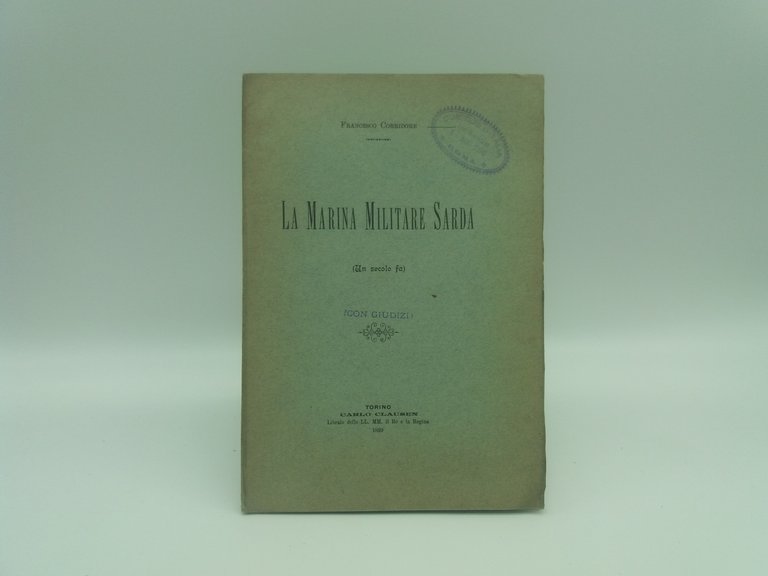 FRANCESCO CORRIDORE
LA MARINA MILITARE SARDA
(Un secolo fa)
(CON GIUDIZI)
TORINO
CARLO CLAUSEN
Libraio delle LL. MM. il Re e la Regina
ROMA